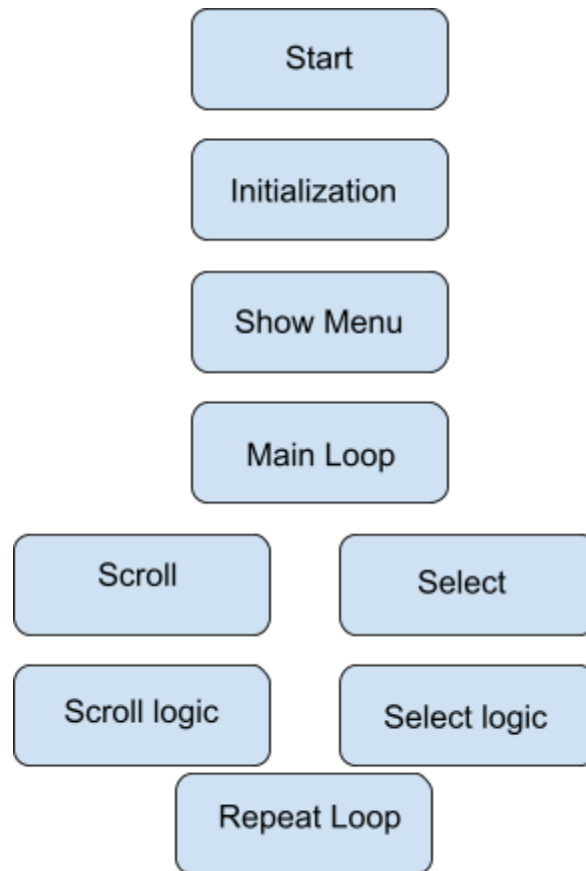 Start
Initialization
Show Menu
Main Loop
Scroll
Select
Scroll logic
Select logic
Repeat Loop